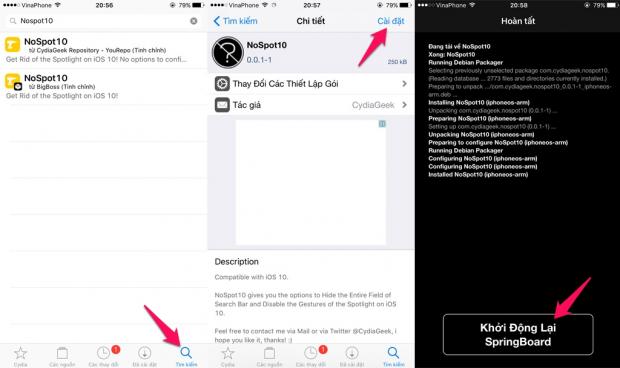 VinaPhone 20:56 79%
Nospot10
NoSpot10
từ CydiaGeek Repository - YouRepo (Tinh chỉnh)
Get Rid of the Spotlight on iOS 10! No options to config...
NoSpot10
từ BigBoss (Tinh chỉnh)
Get Rid of the Spotlight on iOS 10!
Cydia Các nguồn Các thay đổi 1 Đã cài đặt Tìm kiếm
VinaPhone 20:57 79%
Tìm kiếm Chi tiết Cài đặt
NoSpot10
0.0.1-1 250 kB
Thay Đổi Các Thiết Lập Gói
Tác giả CydiaGeek
Description
Compatible with iOS 10.
NoSpot10 gives you the options to Hide the Entire Field of
Search Bar and Disable the Gestures of the Spotlight on iOS
10.
Feel free to contact me via Mail or via Twitter @CydiaGeek, i
hope you like it, thanks! :)
Cydia Các nguồn Các thay đổi 1 Đã cài đặt Tìm kiếm
VinaPhone 20:58 79%
Hoàn tất
Đang tải về NoSpot10
Xong: NoSpot10
Running Debian Packager
Selecting previously unselected package com.cydiageek.nospot10.
(Reading database ... 2773 files and directories currently installed.)
Preparing to unpack .../com.cydiageek.nospot10_0.0.1-1_iphoneos-
arm.deb ...
Installing NoSpot10 (iphoneos-arm)
Unpacking com.cydiageek.nospot10 (0.0.1-1) ...
Preparing NoSpot10 (iphoneos-arm)
Setting up com.cydiageek.nospot10 (0.0.1-1) ...
Unpacking NoSpot10 (iphoneos-arm)
Preparing to configure NoSpot10 (iphoneos-arm)
Running Debian Packager
Configuring NoSpot10 (iphoneos-arm)
Configuring NoSpot10 (iphoneos-arm)
Installed NoSpot10 (iphoneos-arm)
Khởi Động Lại
SpringBoard